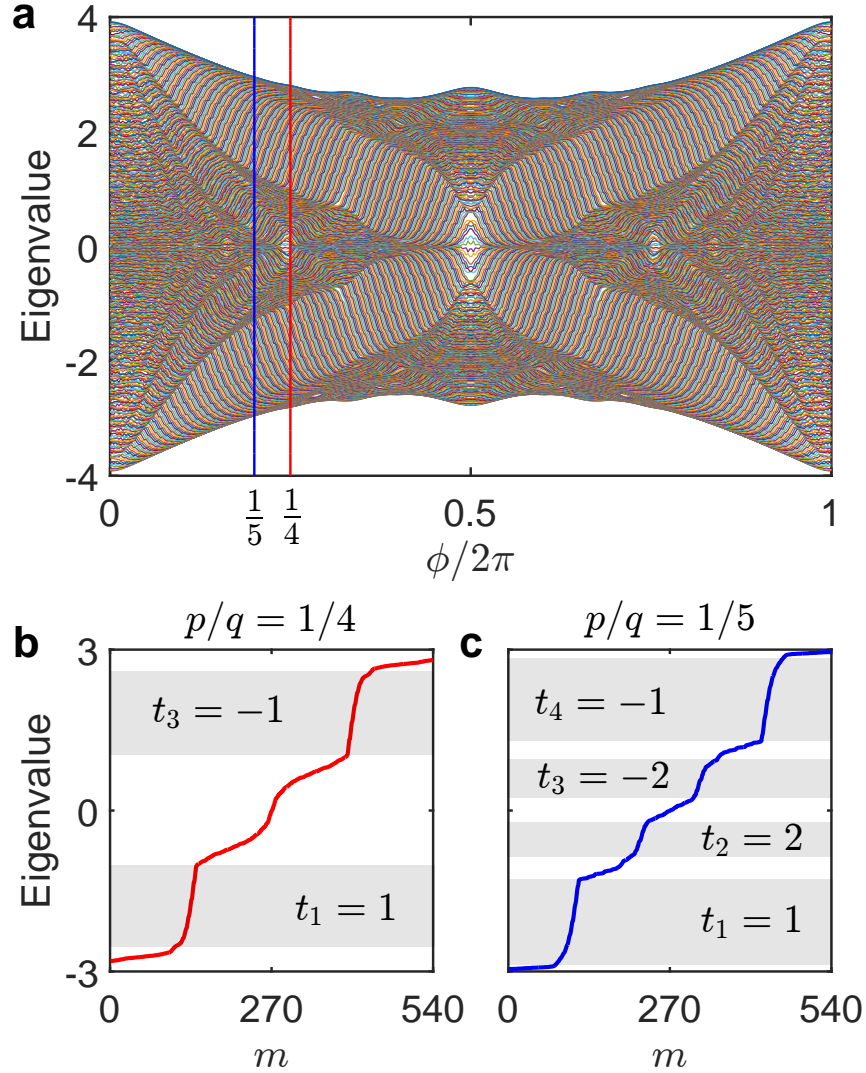 a
4
2
0
-2
-4
Eigenvalue
0
1/5
1/4
0.5
1
ϕ/2π
b
p/q = 1/4
3
0
-3
Eigenvalue
t₃ = −1
t₁ = 1
0
270
540
m
c
p/q = 1/5
t₄ = −1
t₃ = −2
t₂ = 2
t₁ = 1
0
270
540
m